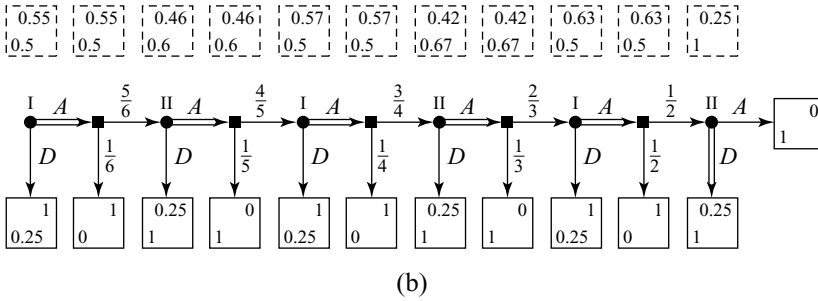 0.55 0.55 0.46 0.46 0.57 0.57 0.42 0.42 0.63 0.63 0.25
0.5 0.5 0.6 0.6 0.5 0.5 0.67 0.67 0.5 0.5 1
I A 5/6 II A 4/5 I A 3/4 II A 2/3 I A 1/2 II A 0
1
D 1/6 D 1/5 D 1/4 D 1/3 D 1/2 D
1 1 0.25 0 1 1 0.25 0 1 1 0.25
0.25 0 1 1 0.25 0 1 1 0.25 0 1
(b)